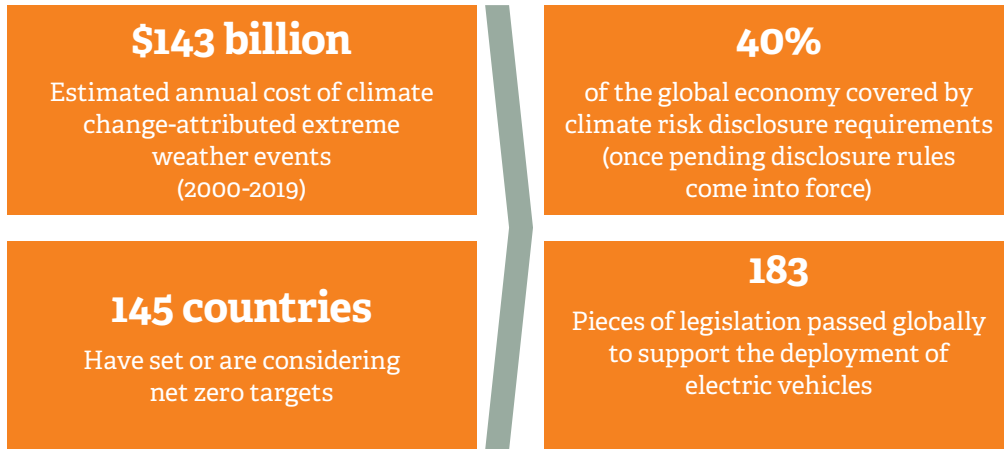 $143 billion
Estimated annual cost of climate
change-attributed extreme
weather events
(2000-2019)
40%
of the global economy covered by
climate risk disclosure requirements
(once pending disclosure rules
come into force)
145 countries
Have set or are considering
net zero targets
183
Pieces of legislation passed globally
to support the deployment of
electric vehicles